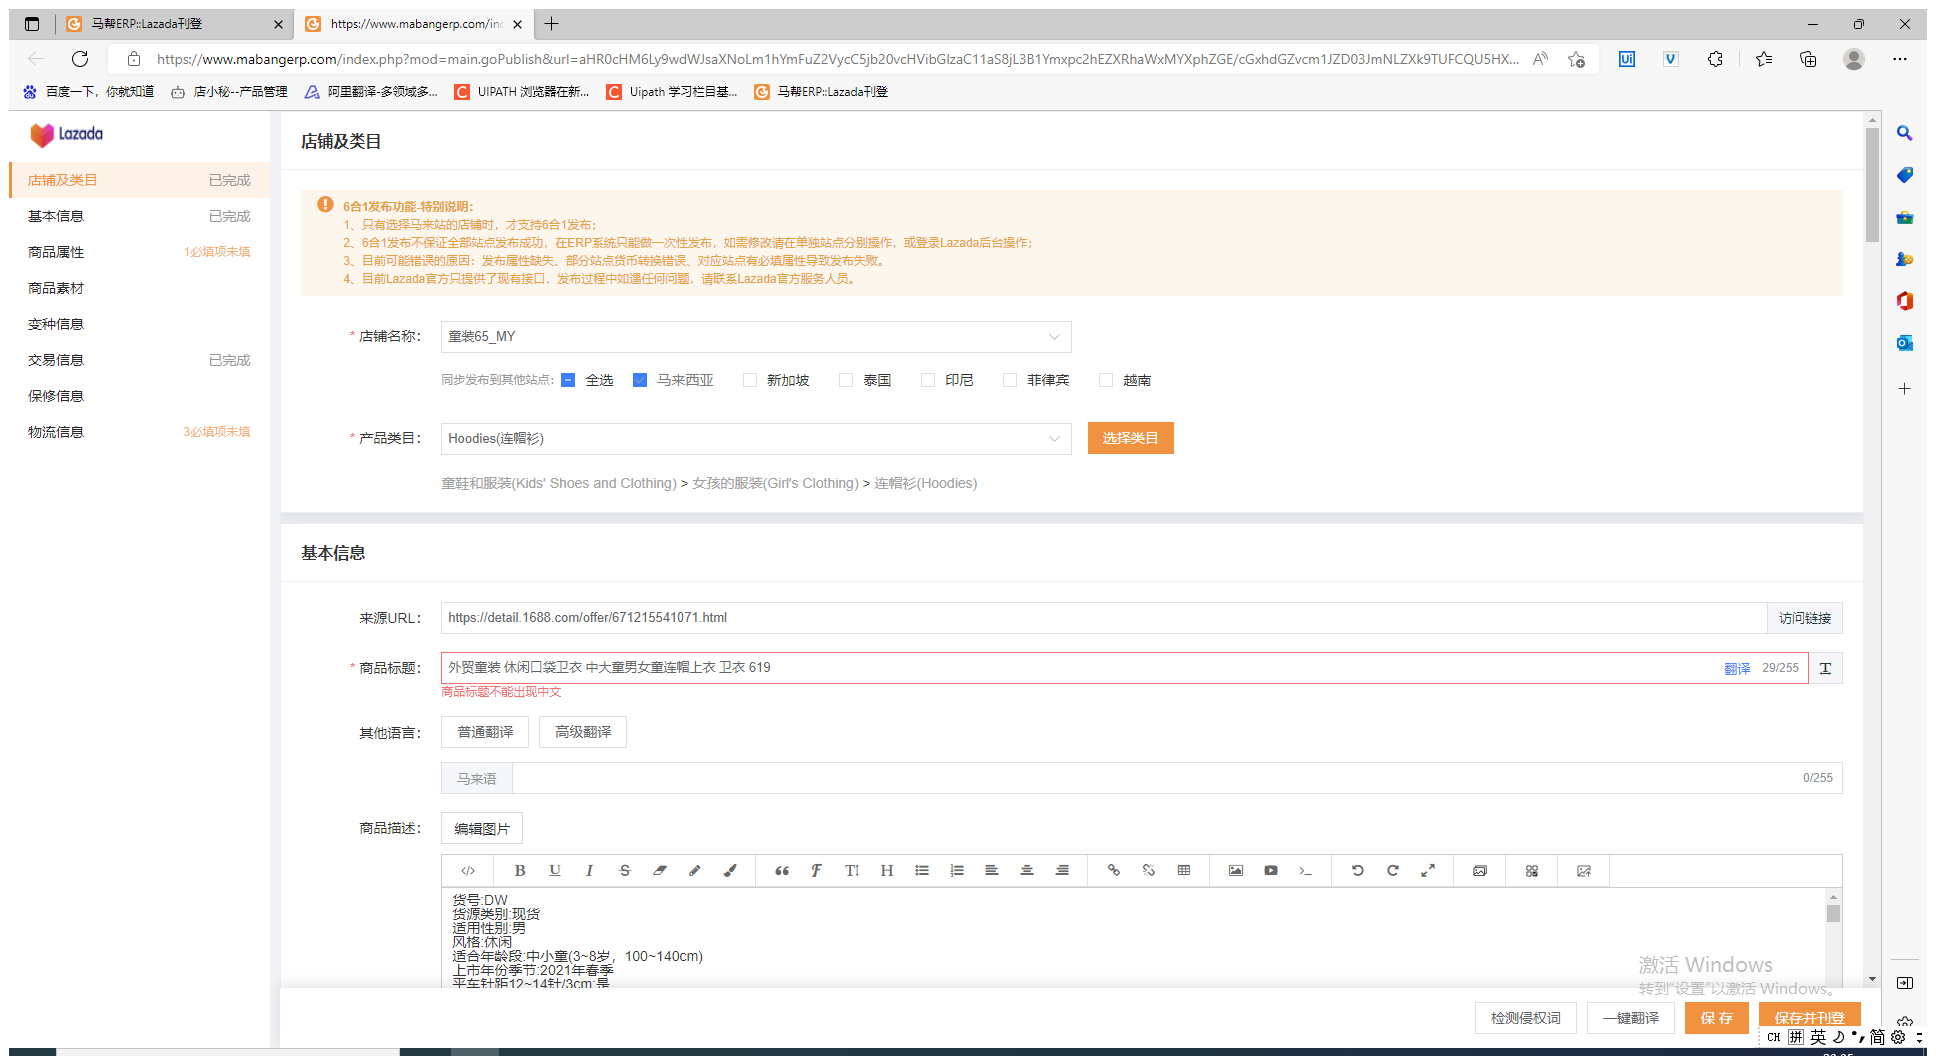 马帮ERP::Lazada刊登
https://www.mabangerp.com/inc
https://www.mabangerp.com/index.php?mod=main.goPublish&url=aHR0cHM6Ly9wdWJsaXNoLm1hYmFuZ2VycC5jb20vcHVibGlzaC11aS8jL3B1Ymxpc2hEZXRhaWxMYXphZGE/cGxhdGZvcm1JZD03JmNLZXk9TUFCQU5HX...
百度一下，你就知道
店小秘--产品管理
阿里翻译-多领域多...
UIPATH 浏览器在新...
Uipath 学习栏目基...
马帮ERP::Lazada刊登
Lazada
店铺及类目 已完成
基本信息 已完成
商品属性 1必填项未填
商品素材
变种信息
交易信息 已完成
保修信息
物流信息 3必填项未填
店铺及类目
6合1发布功能-特别说明：
1、只有选择马来站的店铺时，才支持6合1发布；
2、6合1发布不保证全部站点发布成功，在ERP系统只能做一次性发布，如需修改请在单独站点分别操作，或登录Lazada后台操作；
3、目前可能错误的原因：发布属性缺失、部分站点货币转换错误、对应站点有必填属性导致发布失败。
4、目前Lazada官方只提供了现有接口，发布过程中如遇任何问题，请联系Lazada官方服务人员。
* 店铺名称： 童装65_MY
同步发布到其他站点： 全选 马来西亚 新加坡 泰国 印尼 菲律宾 越南
* 产品类目： Hoodies(连帽衫) 选择类目
童鞋和服装(Kids' Shoes and Clothing) > 女孩的服装(Girl's Clothing) > 连帽衫(Hoodies)
基本信息
来源URL： https://detail.1688.com/offer/671215541071.html 访问链接
* 商品标题： 外贸童装 休闲口袋卫衣 中大童男女童连帽上衣 卫衣 619 翻译 29/255
商品标题不能出现中文
其他语言： 普通翻译 高级翻译
马来语 0/255
商品描述： 编辑图片
货号:DW
货源类别:现货
适用性别:男
风格:休闲
适合年龄段:中小童(3~8岁，100~140cm)
上市年份季节:2021年春季
平车针距12~14针/3cm:是
激活 Windows
转到"设置"以激活 Windows。
检测侵权词 一键翻译 保 存 保存并刊登
CH 拼 英 简